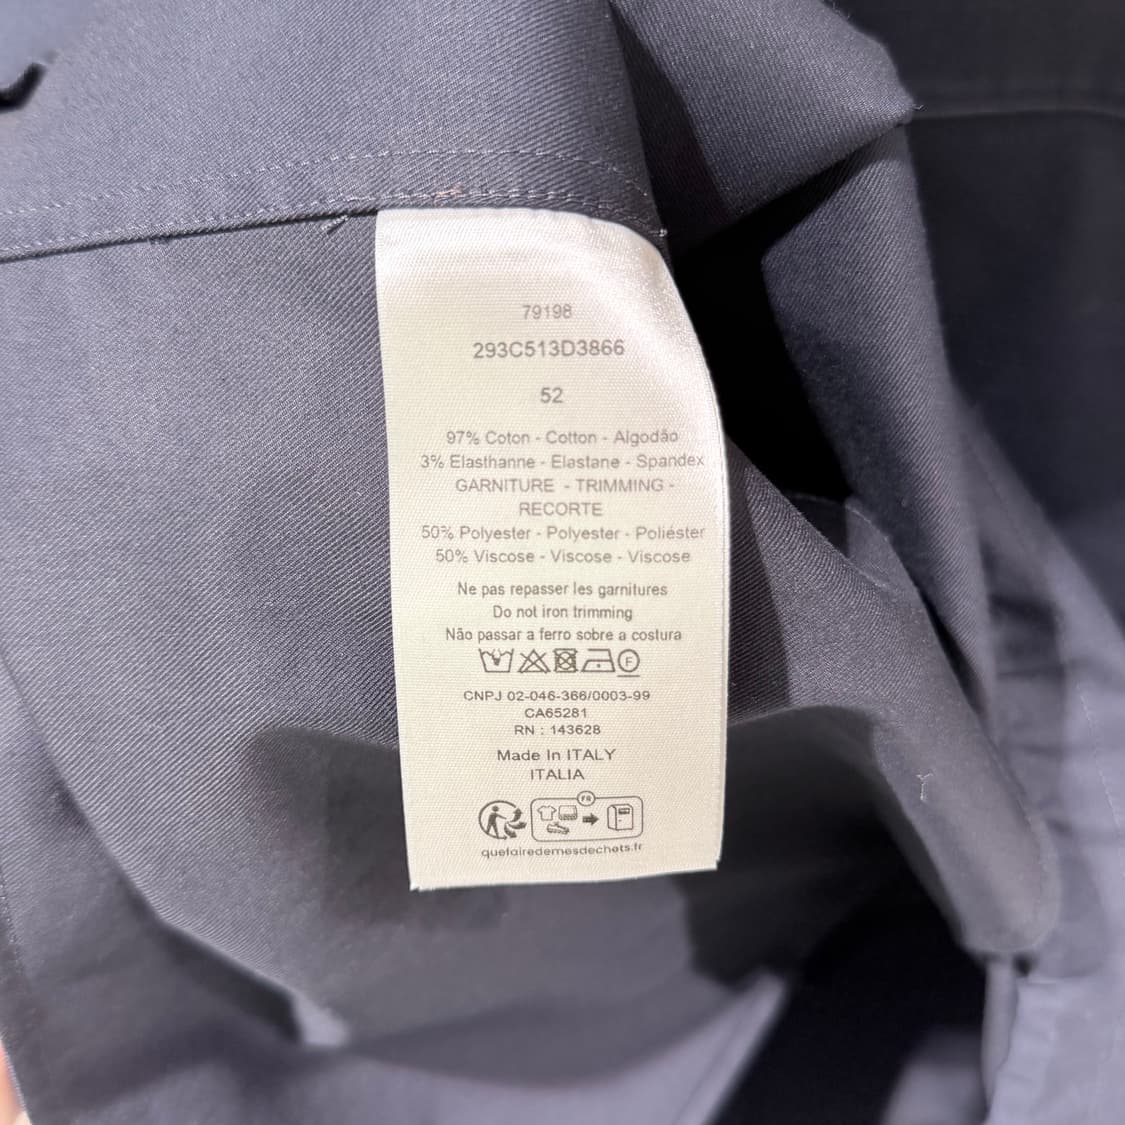 79198
293C513D3866
52
97% Coton - Cotton - Algodão
3% Elasthanne - Elastane - Spandex
GARNITURE - TRIMMING -
RECORTE
50% Polyester - Polyester - Poliéster
50% Viscose - Viscose - Viscose
Ne pas repasser les garnitures
Do not iron trimming
Não passar a ferro sobre a costura
F
CNPJ 02-046-366/0003-99
CA65281
RN : 143628
Made In ITALY
ITALIA
FR
quefairedemesdechets.fr